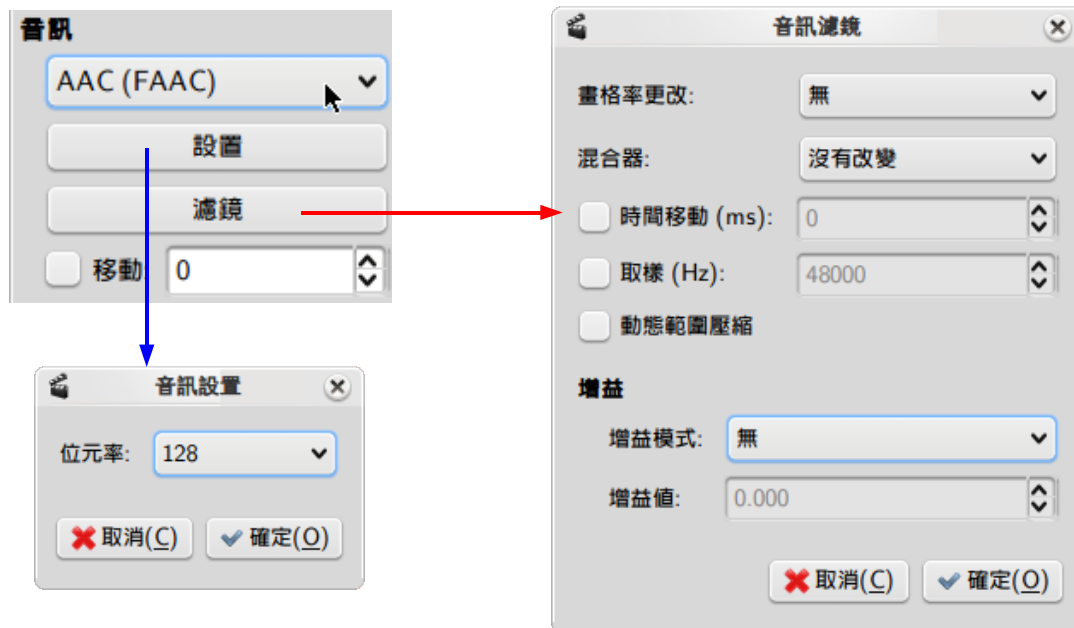 音訊
AAC (FAAC)
設置
濾鏡
移動: 0
音訊設置
位元率: 128
取消(C) 確定(O)
音訊濾鏡
畫格率更改: 無
混合器: 沒有改變
時間移動 (ms): 0
取樣 (Hz): 48000
動態範圍壓縮
增益
增益模式: 無
增益值: 0.000
取消(C) 確定(O)